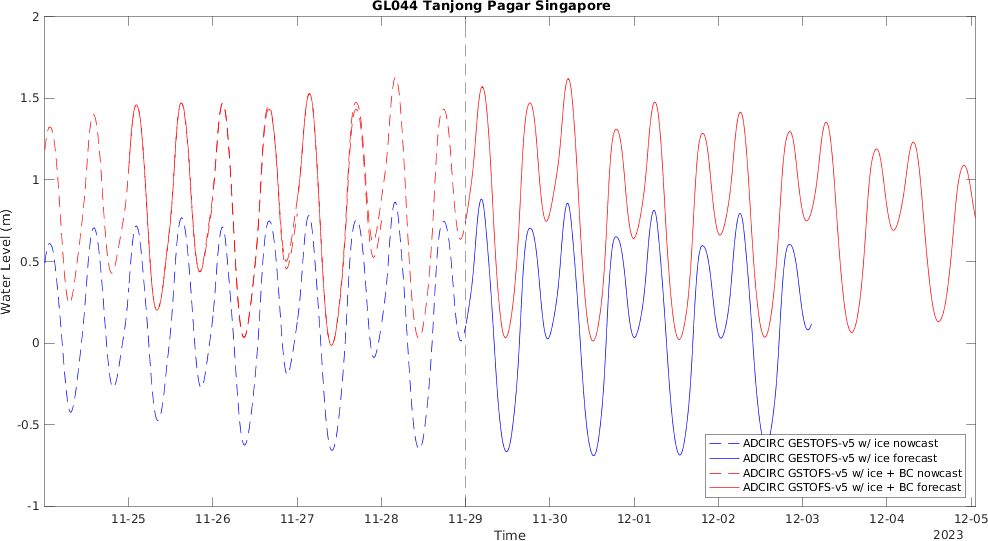 GL044 Tanjong Pagar Singapore
2
1.5
1
0.5
0
-0.5
-1
Water Level (m)
ADCIRC GESTOFS-v5 w/ ice nowcast
ADCIRC GESTOFS-v5 w/ ice forecast
ADCIRC GSTOFS-v5 w/ ice + BC nowcast
ADCIRC GSTOFS-v5 w/ ice + BC forecast
11-25 11-26 11-27 11-28 11-29 11-30 12-01 12-02 12-03 12-04 12-05
Time
2023